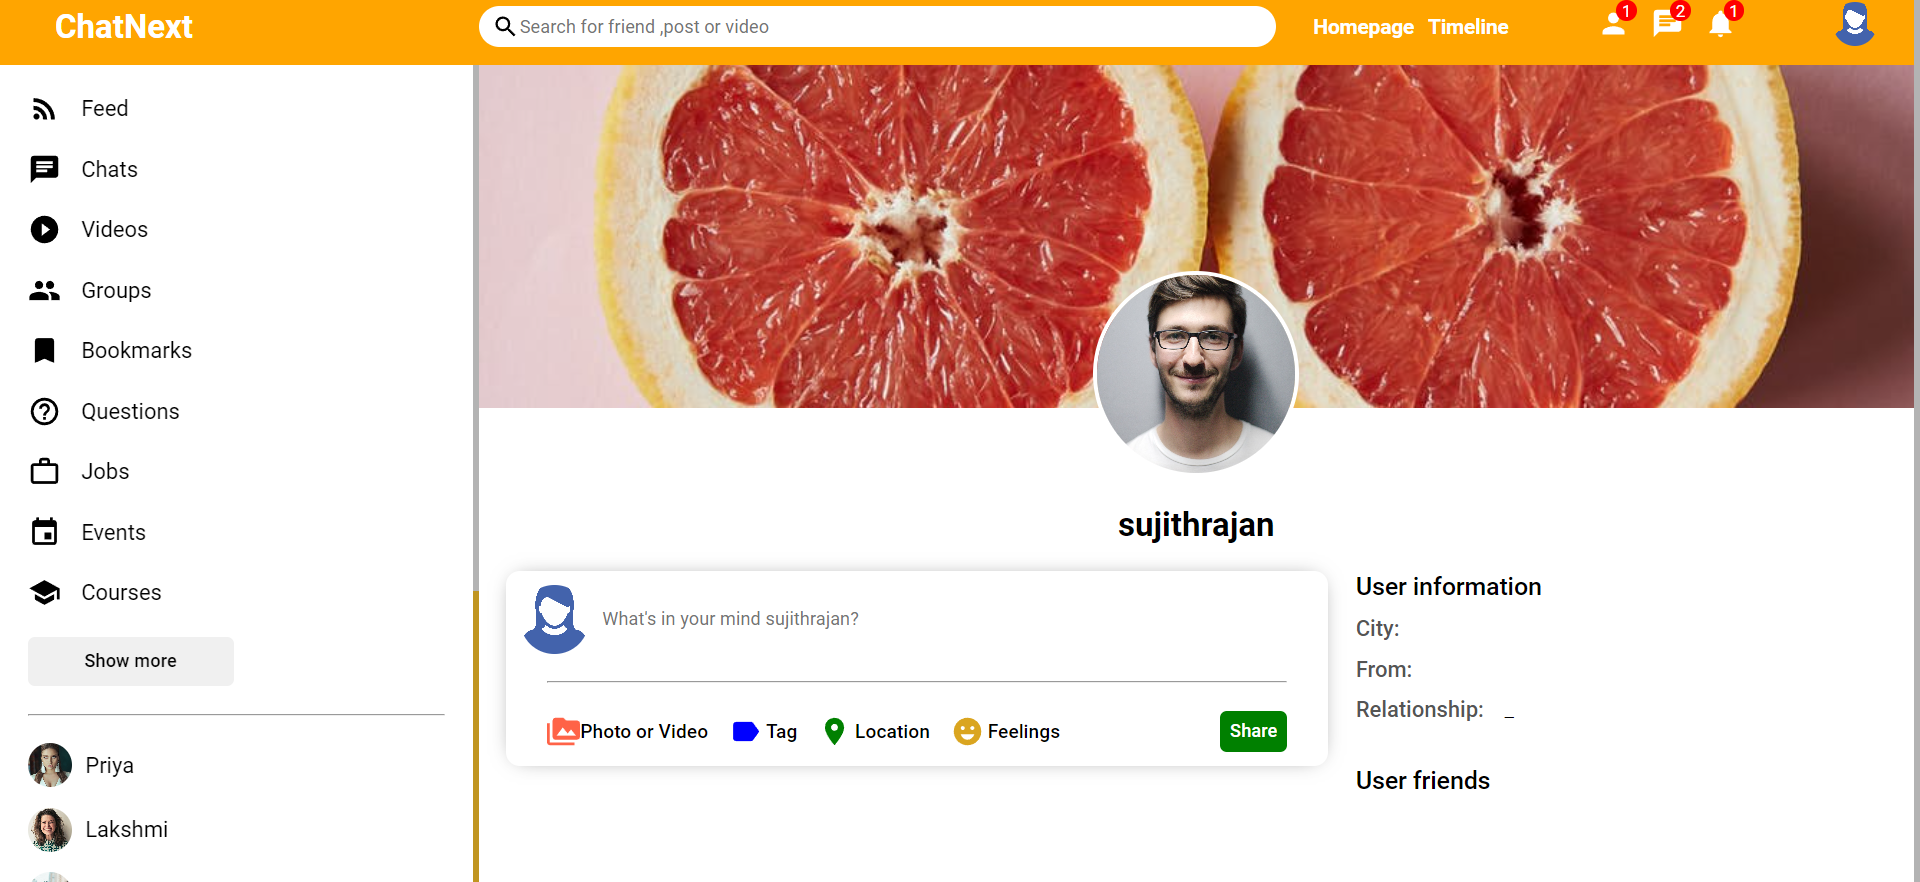 ChatNext
Search for friend ,post or video
Homepage Timeline
1
2
1
Feed
Chats
Videos
Groups
Bookmarks
Questions
Jobs
Events
Courses
Show more
Priya
Lakshmi
sujithrajan
What's in your mind sujithrajan?
Photo or Video Tag Location Feelings Share
User information
City:
From:
Relationship: _
User friends